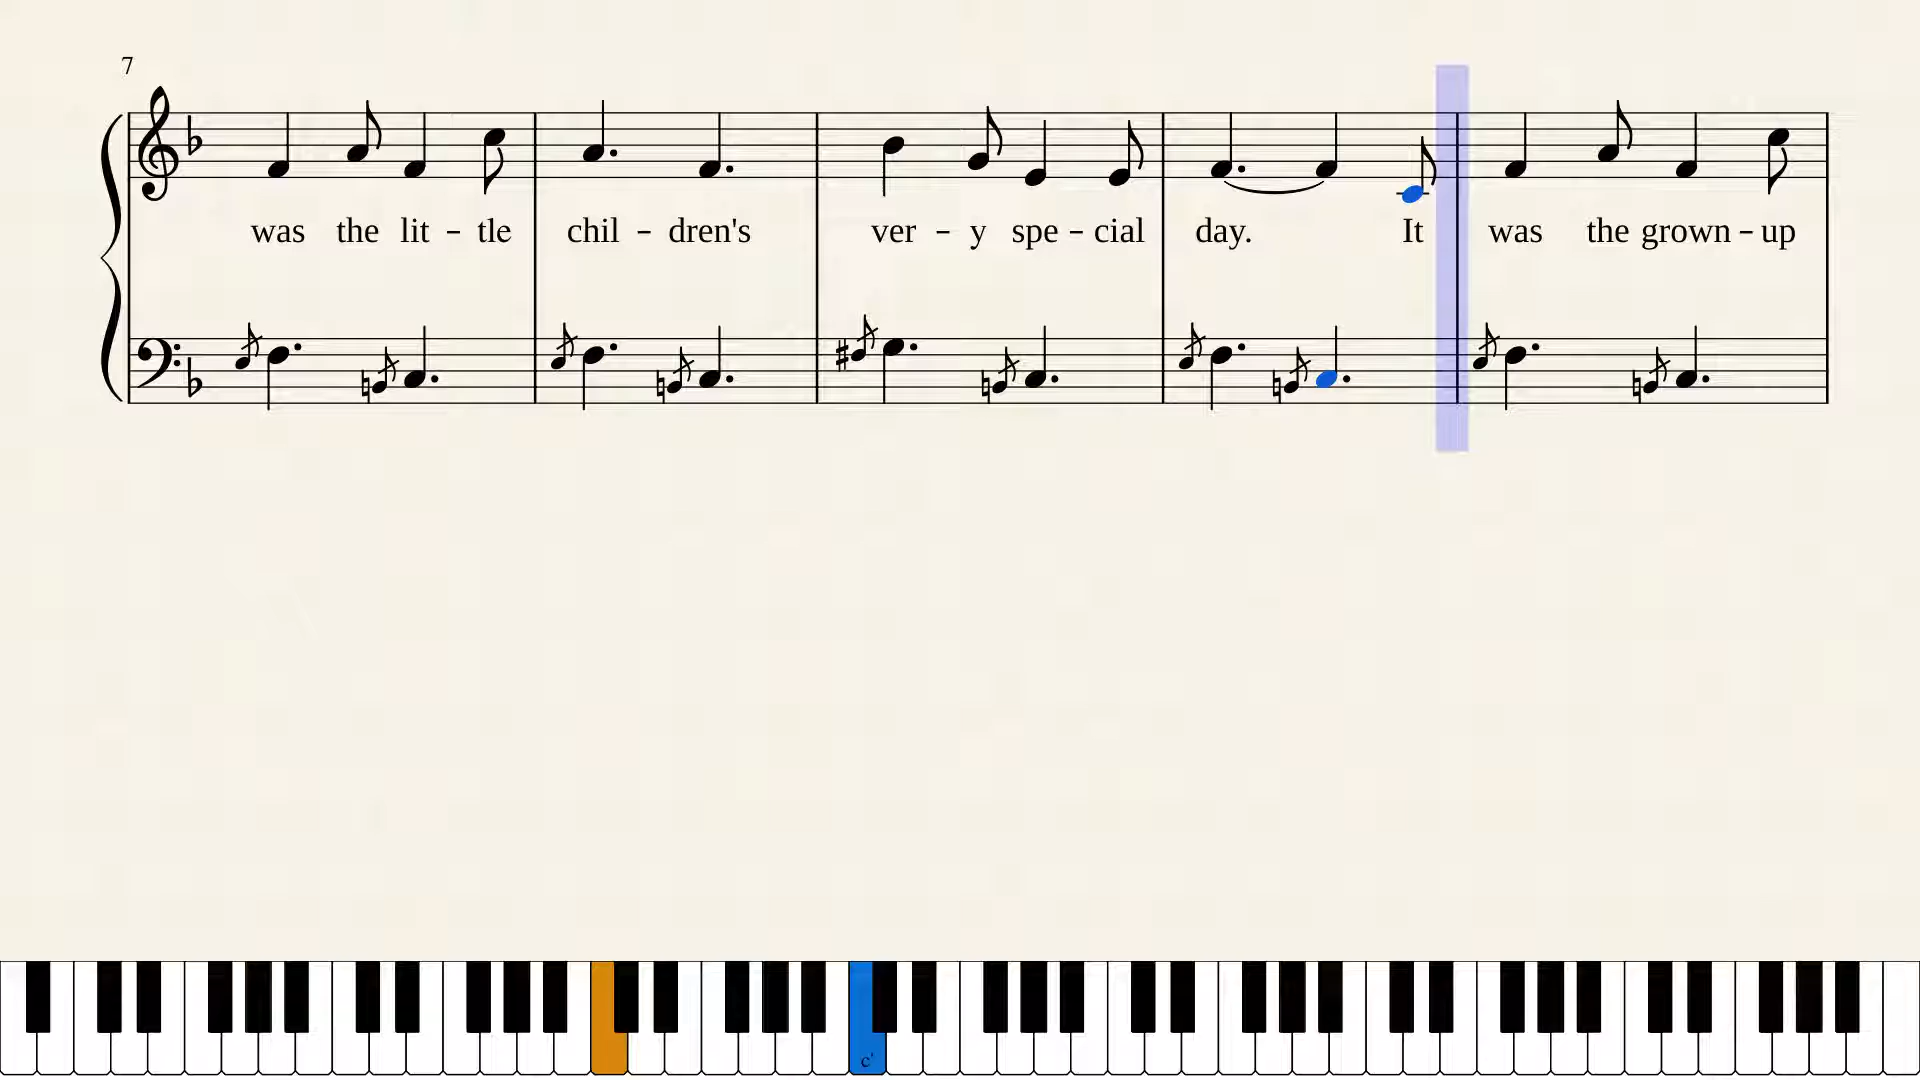 7
was the lit – tle chil – dren's ver – y spe – cial day. It was the grown – up
c'